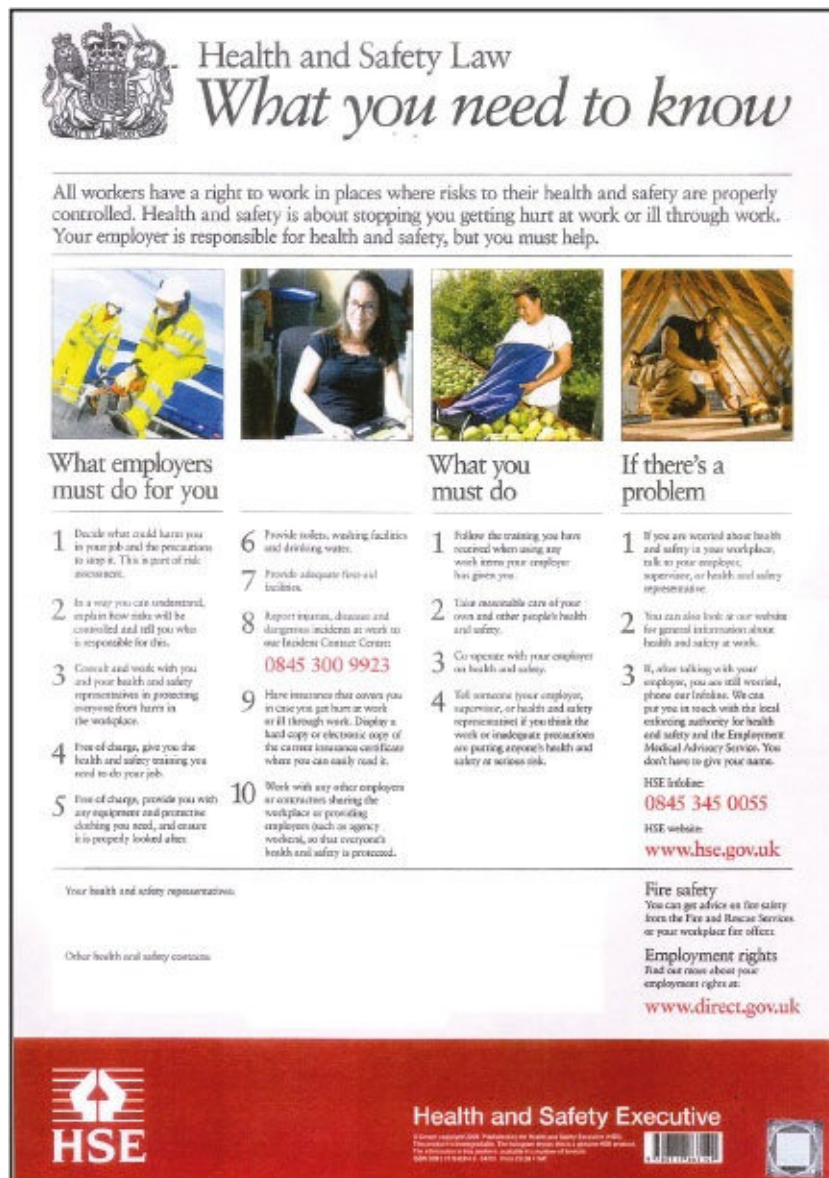 Health and Safety Law
What you need to know
All workers have a right to work in places where risks to their health and safety are properly
controlled. Health and safety is about stopping you getting hurt at work or ill through work.
Your employer is responsible for health and safety, but you must help.
What employers
must do for you
1 Decide what could harm you
in your job and the precautions
to stop it. This is part of risk
assessment.
2 In a way you can understand,
explain how risks will be
controlled and tell you who
is responsible for this.
3 Consult and work with you
and your health and safety
representatives in protecting
everyone from harm in
the workplace.
4 Free of charge, give you the
health and safety training you
need to do your job.
5 Free of charge, provide you with
any equipment and protective
clothing you need, and ensure
it is properly looked after.
6 Provide toilets, washing facilities
and drinking water.
7 Provide adequate first-aid
facilities.
8 Report injuries, diseases and
dangerous incidents at work to
our Incident Contact Centre:
0845 300 9923
9 Have insurance that covers you
in case you get hurt at work
or ill through work. Display a
hard copy or electronic copy of
the current insurance certificate
where you can easily read it.
10 Work with any other employers
or contractors sharing the
workplace or providing
employees (such as agency
workers), so that everyone's
health and safety is protected.
What you
must do
1 Follow the training you have
received when using any
work items your employer
has given you.
2 Take reasonable care of your
own and other people's health
and safety.
3 Co-operate with your employer
on health and safety.
4 Tell someone (your employer,
supervisor, or health and safety
representative) if you think the
work or inadequate precautions
are putting anyone's health and
safety at serious risk.
If there's a
problem
1 If you are worried about health
and safety in your workplace,
talk to your employer,
supervisor, or health and safety
representative.
2 You can also look at our website
for general information about
health and safety at work.
3 If, after talking with your
employer, you are still worried,
phone our Infoline. We can
put you in touch with the local
enforcing authority for health
and safety and the Employment
Medical Advisory Service. You
don't have to give your name.
HSE Infoline:
0845 345 0055
HSE website:
www.hse.gov.uk
Your health and safety representatives:
Other health and safety contacts:
Fire safety
You can get advice on fire safety
from the Fire and Rescue Services
or your workplace fire officer.
Employment rights
Find out more about your
employment rights at:
www.direct.gov.uk
HSE
Health and Safety Executive